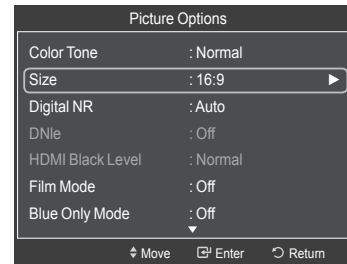 Picture Options
Color Tone : Normal
Size : 16:9
Digital NR : Auto
DNIe : Off
HDMI Black Level : Normal
Film Mode : Off
Blue Only Mode : Off
Move Enter Return